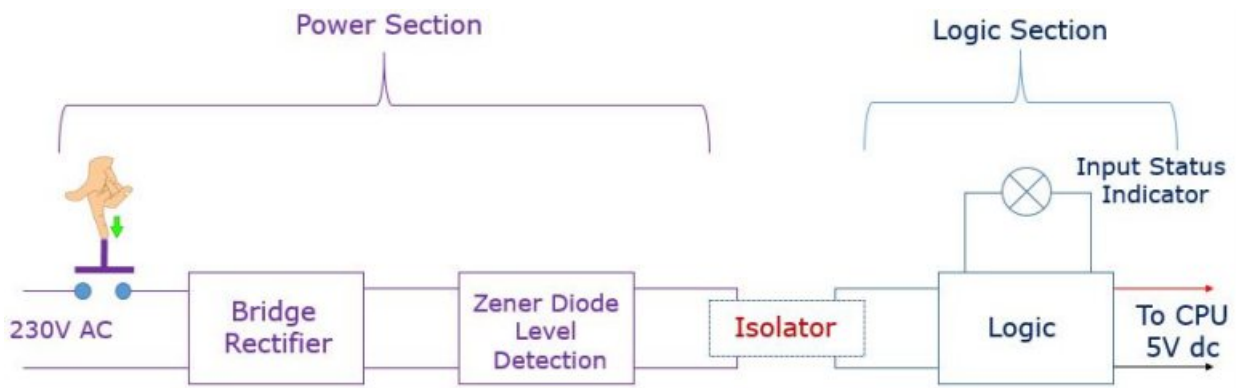 Power Section
Logic Section
Input Status
Indicator
230V AC
Bridge
Rectifier
Zener Diode
Level
Detection
Isolator
Logic
To CPU
5V dc